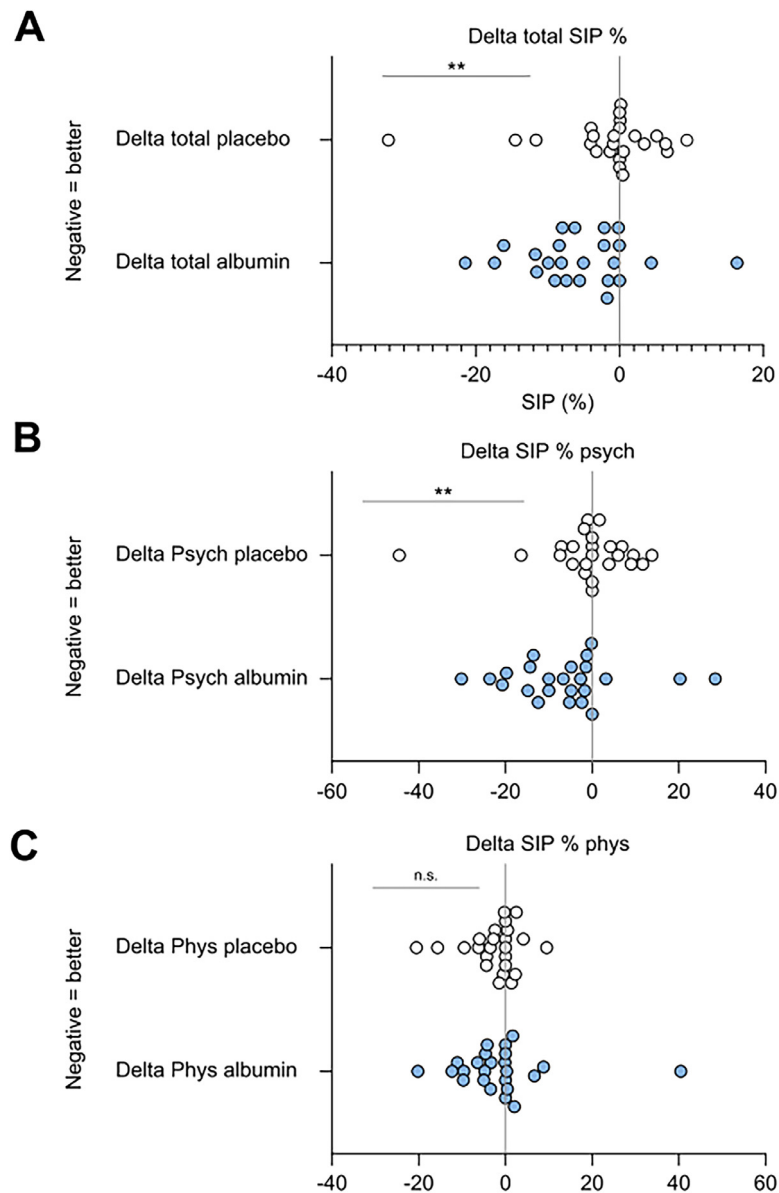 A
Delta total SIP %
**
Negative = better
Delta total placebo
Delta total albumin
-40 -20 0 20
SIP (%)
B
Delta SIP % psych
**
Negative = better
Delta Psych placebo
Delta Psych albumin
-60 -40 -20 0 20 40
C
Delta SIP % phys
n.s.
Negative = better
Delta Phys placebo
Delta Phys albumin
-40 -20 0 20 40 60